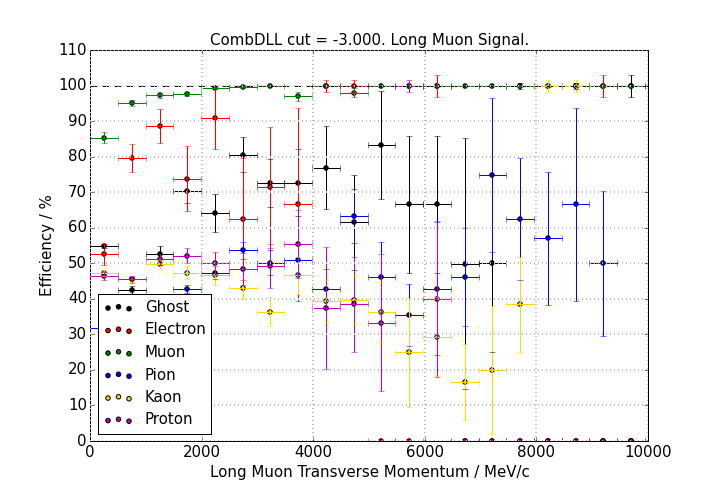 CombDLL cut = -3.000. Long Muon Signal.
110
100
90
80
70
60
50
40
30
20
10
0
Efficiency / %
Ghost
Electron
Muon
Pion
Kaon
Proton
0 2000 4000 6000 8000 10000
Long Muon Transverse Momentum / MeV/c